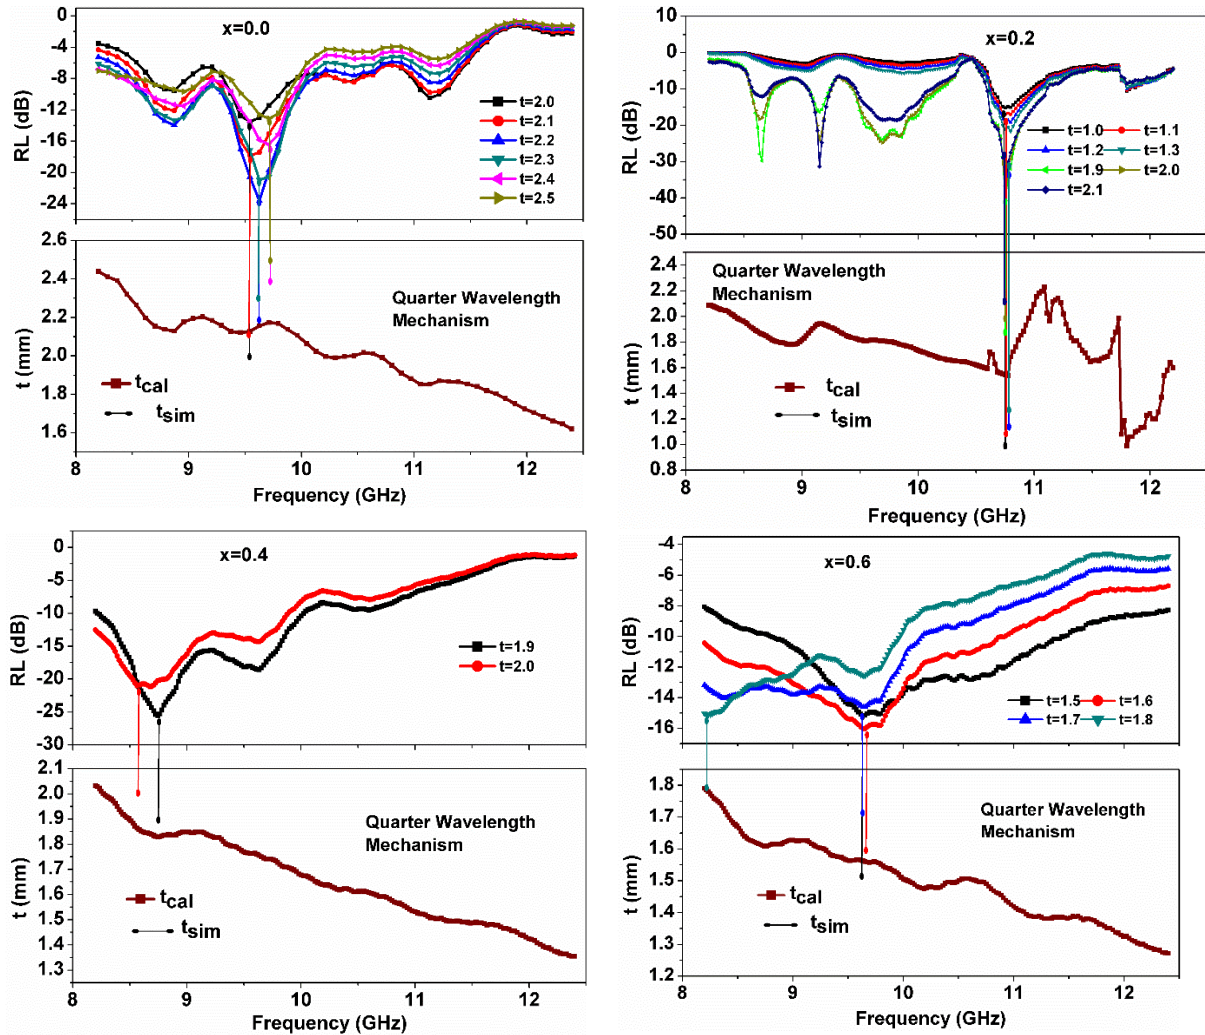 x=0.0
-4
-8
-12
-16
-20
-24
RL (dB)
t=2.0
t=2.1
t=2.2
t=2.3
t=2.4
t=2.5
2.6
2.4
2.2
2.0
1.8
1.6
t (mm)
Quarter Wavelength
Mechanism
tcal
tsim
8 9 10 11 12
Frequency (GHz)
x=0.2
10
0
-10
-20
-30
-40
-50
RL (dB)
t=1.0 t=1.1
t=1.2 t=1.3
t=1.9 t=2.0
t=2.1
2.4
2.2
2.0
1.8
1.6
1.4
1.2
1.0
0.8
t (mm)
Quarter Wavelength
Mechanism
tcal
tsim
8 9 10 11 12
Frequency (GHz)
x=0.4
0
-5
-10
-15
-20
-25
-30
RL (dB)
t=1.9
t=2.0
2.1
2.0
1.9
1.8
1.7
1.6
1.5
1.4
1.3
t (mm)
Quarter Wavelength
Mechanism
tcal
tsim
8 9 10 11 12
Frequency (GHz)
x=0.6
-4
-6
-8
-10
-12
-14
-16
RL (dB)
t=1.5 t=1.6
t=1.7 t=1.8
1.8
1.7
1.6
1.5
1.4
1.3
1.2
t (mm)
Quarter Wavelength
Mechanism
tcal
tsim
8 9 10 11 12
Frequency (GHz)